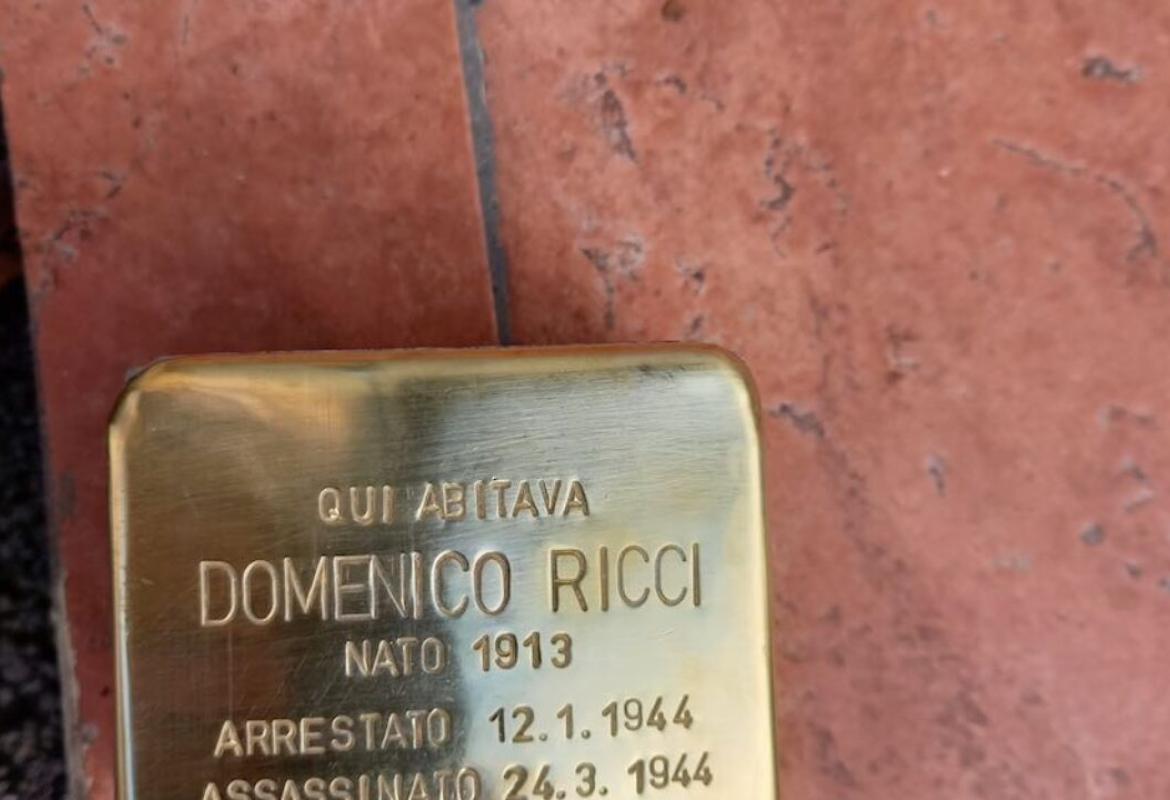 QUI ABITAVA
DOMENICO RICCI
NATO 1913
ARRESTATO 12.1.1944
ASSASSINATO 24.3.1944